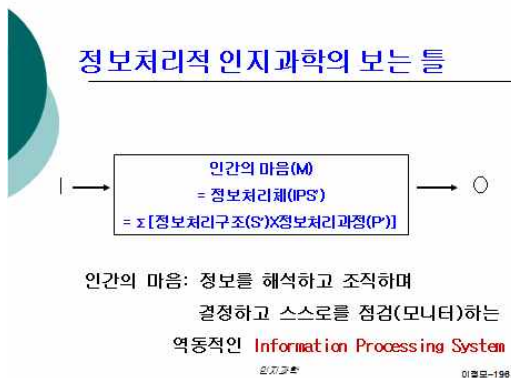 정보처리적 인지과학의 보는 틀
I
인간의 마음(M)
= 정보처리체(IPS')
= Σ[정보처리구조(S')X정보처리과정(P')]
O
인간의 마음: 정보를 해석하고 조직하며
결정하고 스스로를 점검(모니터)하는
역동적인 Information Processing System
인지과학
이정모-196